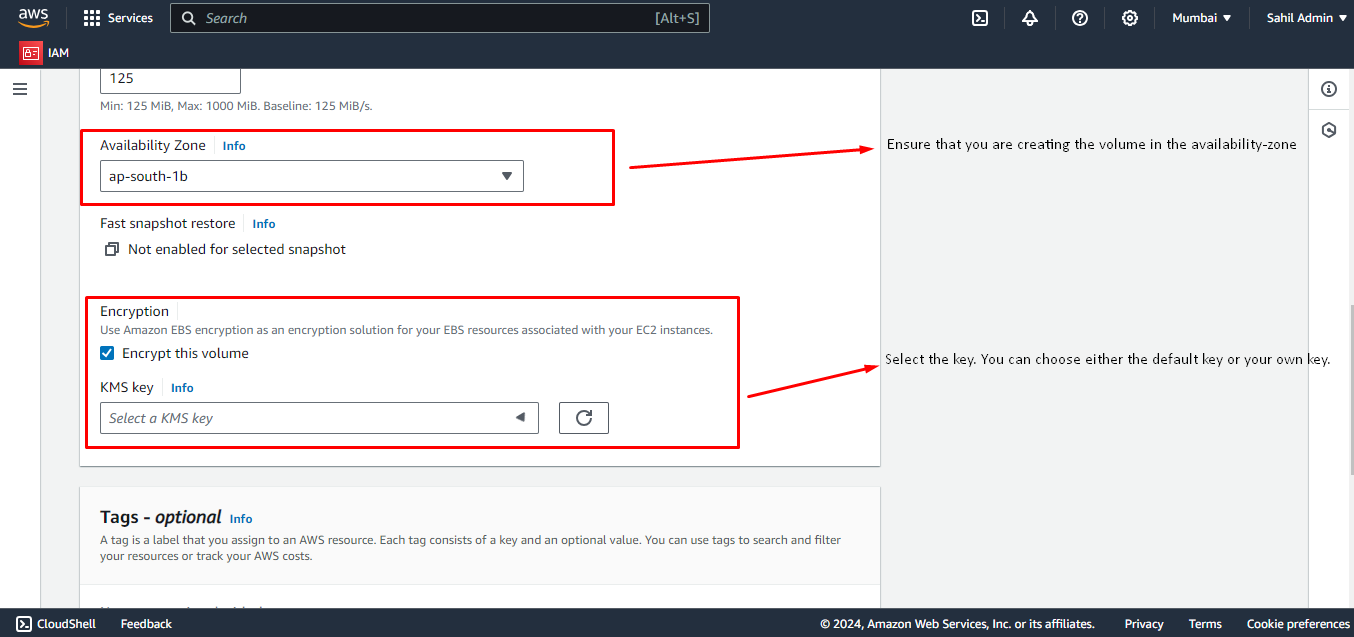 aws
Services
Search
[Alt+S]
Mumbai
Sahil Admin
IAM
125
Min: 125 MiB, Max: 1000 MiB. Baseline: 125 MiB/s.
Availability Zone Info
ap-south-1b
Ensure that you are creating the volume in the availability-zone
Fast snapshot restore Info
Not enabled for selected snapshot
Encryption
Use Amazon EBS encryption as an encryption solution for your EBS resources associated with your EC2 instances.
Encrypt this volume
Select the key. You can choose either the default key or your own key.
KMS key Info
Select a KMS key
Tags - optional Info
A tag is a label that you assign to an AWS resource. Each tag consists of a key and an optional value. You can use tags to search and filter
your resources or track your AWS costs.
CloudShell
Feedback
© 2024, Amazon Web Services, Inc. or its affiliates.
Privacy
Terms
Cookie preferences